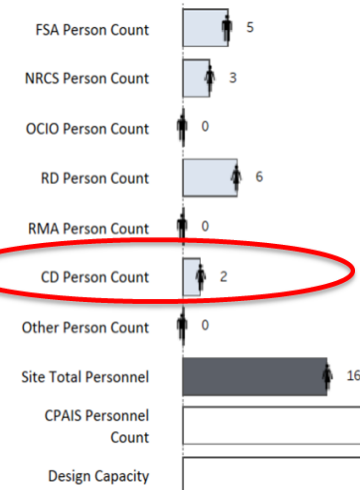 FSA Person Count 5
NRCS Person Count 3
OCIO Person Count 0
RD Person Count 6
RMA Person Count 0
CD Person Count 2
Other Person Count 0
Site Total Personnel 16
CPAIS Personnel
Count
Design Capacity